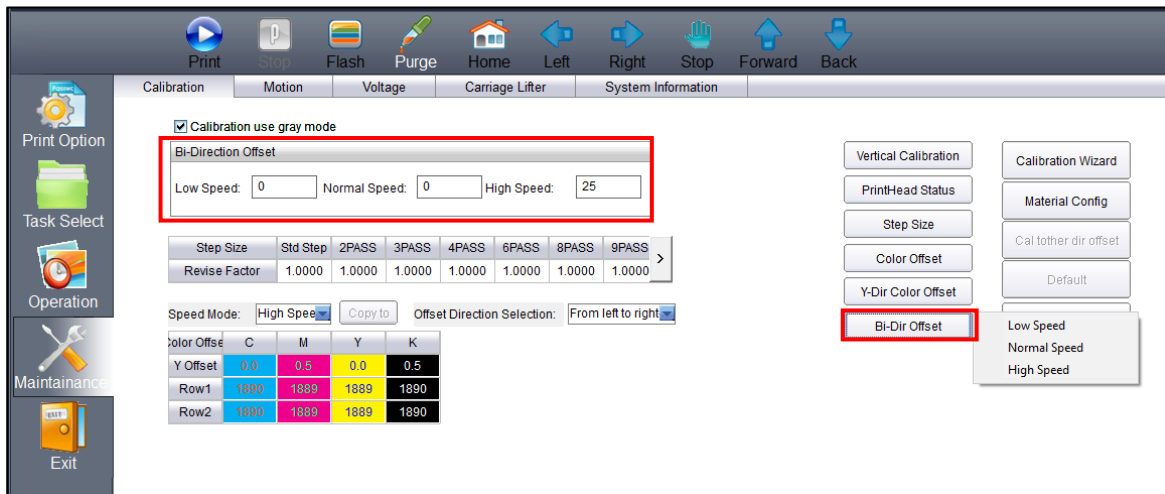 Print Stop Flash Purge Home Left Right Stop Forward Back
Calibration Motion Voltage Carriage Lifter System Information
Print Option
Task Select
Operation
Maintainance
Exit
Calibration use gray mode
Bi-Direction Offset
Low Speed: 0 Normal Speed: 0 High Speed: 25
Step Size Std Step 2PASS 3PASS 4PASS 6PASS 8PASS 9PASS >
Revise Factor 1.0000 1.0000 1.0000 1.0000 1.0000 1.0000 1.0000
Speed Mode: High Spee Copy to Offset Direction Selection: From left to right
Color Offse C M Y K
Y Offset 0.0 0.5 0.0 0.5
Row1 1890 1889 1889 1890
Row2 1890 1889 1889 1890
Vertical Calibration
PrintHead Status
Step Size
Color Offset
Y-Dir Color Offset
Bi-Dir Offset
Calibration Wizard
Material Config
Cal tother dir offset
Default
Low Speed
Normal Speed
High Speed